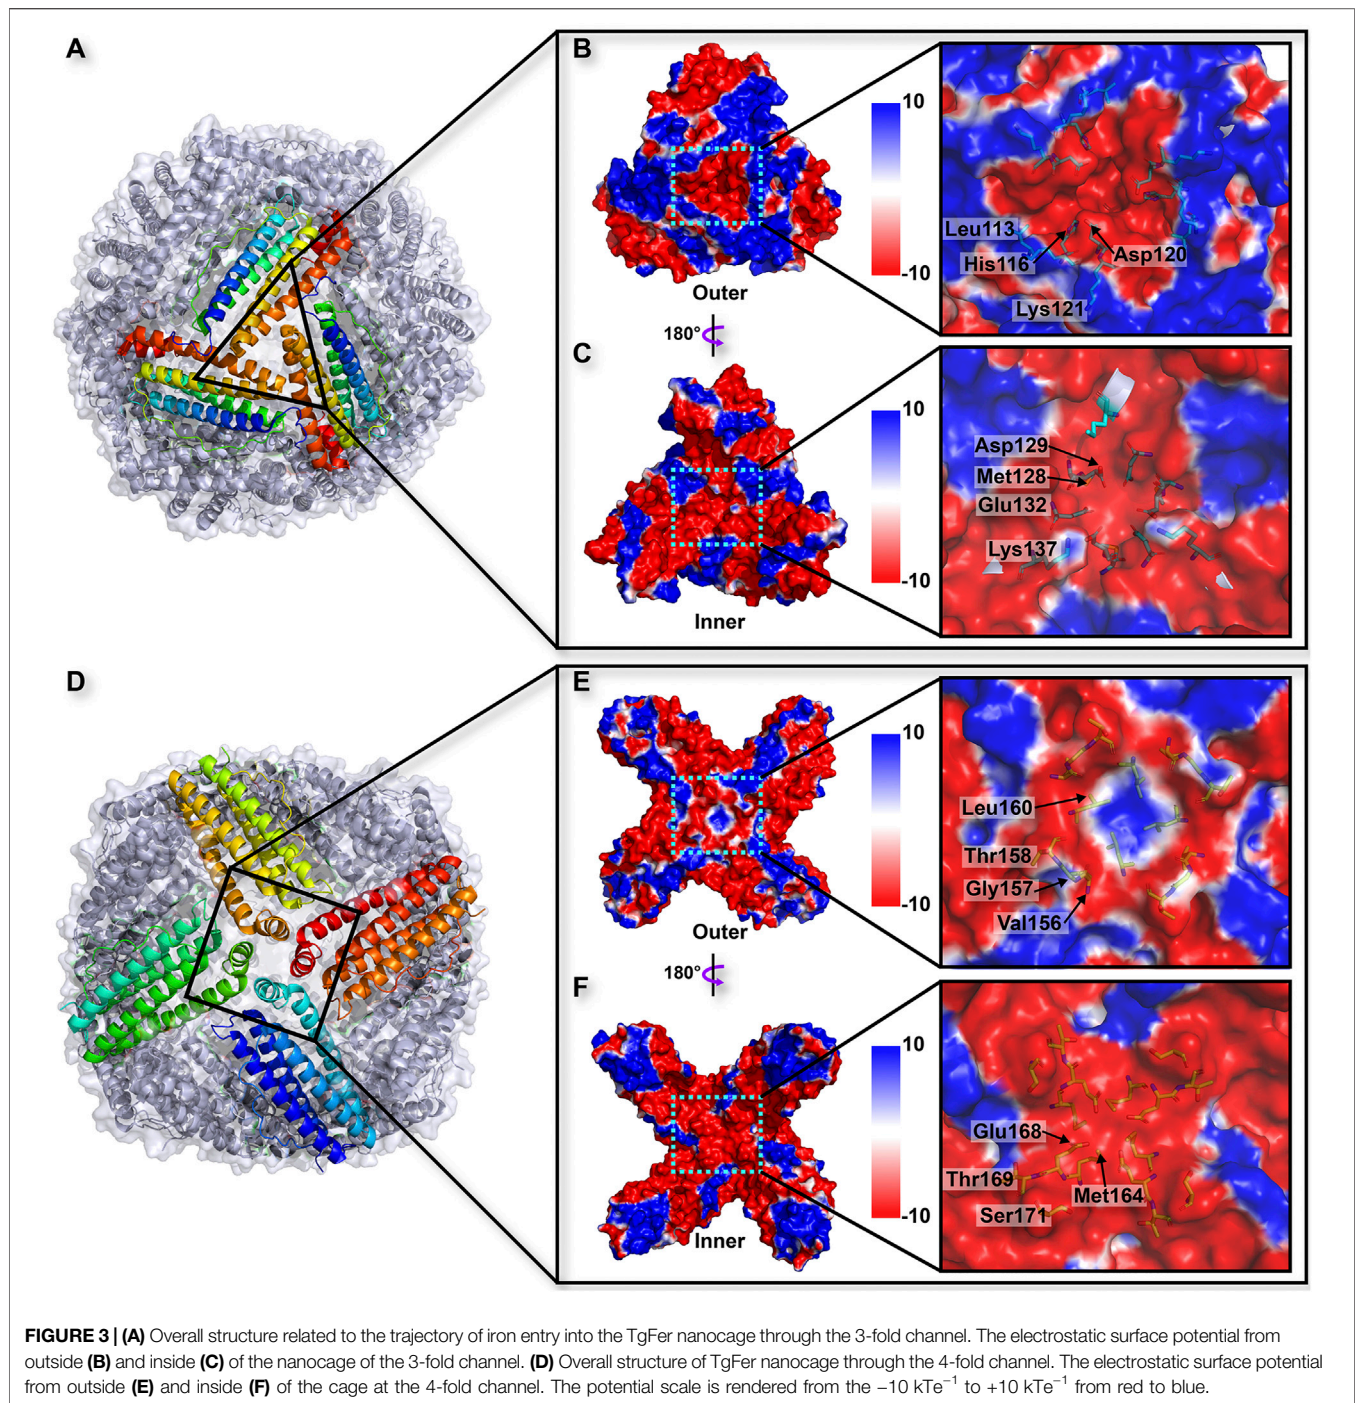 A
B
10
-10
Outer
Leu113
His116
Asp120
Lys121
180°
C
10
-10
Inner
Asp129
Met128
Glu132
Lys137
D
E
10
-10
Outer
Leu160
Thr158
Gly157
Val156
180°
F
10
-10
Inner
Glu168
Thr169
Met164
Ser171
FIGURE 3 | (A) Overall structure related to the trajectory of iron entry into the TgFer nanocage through the 3-fold channel. The electrostatic surface potential from
outside (B) and inside (C) of the nanocage of the 3-fold channel. (D) Overall structure of TgFer nanocage through the 4-fold channel. The electrostatic surface potential
from outside (E) and inside (F) of the cage at the 4-fold channel. The potential scale is rendered from the −10 kTe⁻¹ to +10 kTe⁻¹ from red to blue.